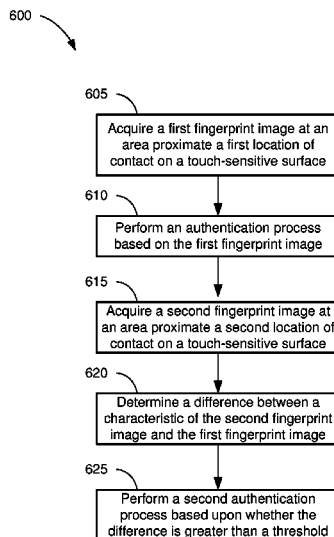 600
605
Acquire a first fingerprint image at an
area proximate a first location of
contact on a touch-sensitive surface
610
Perform an authentication process
based on the first fingerprint image
615
Acquire a second fingerprint image at
an area proximate a second location of
contact on a touch-sensitive surface
620
Determine a difference between a
characteristic of the second fingerprint
image and the first fingerprint image
625
Perform a second authentication
process based upon whether the
difference is greater than a threshold